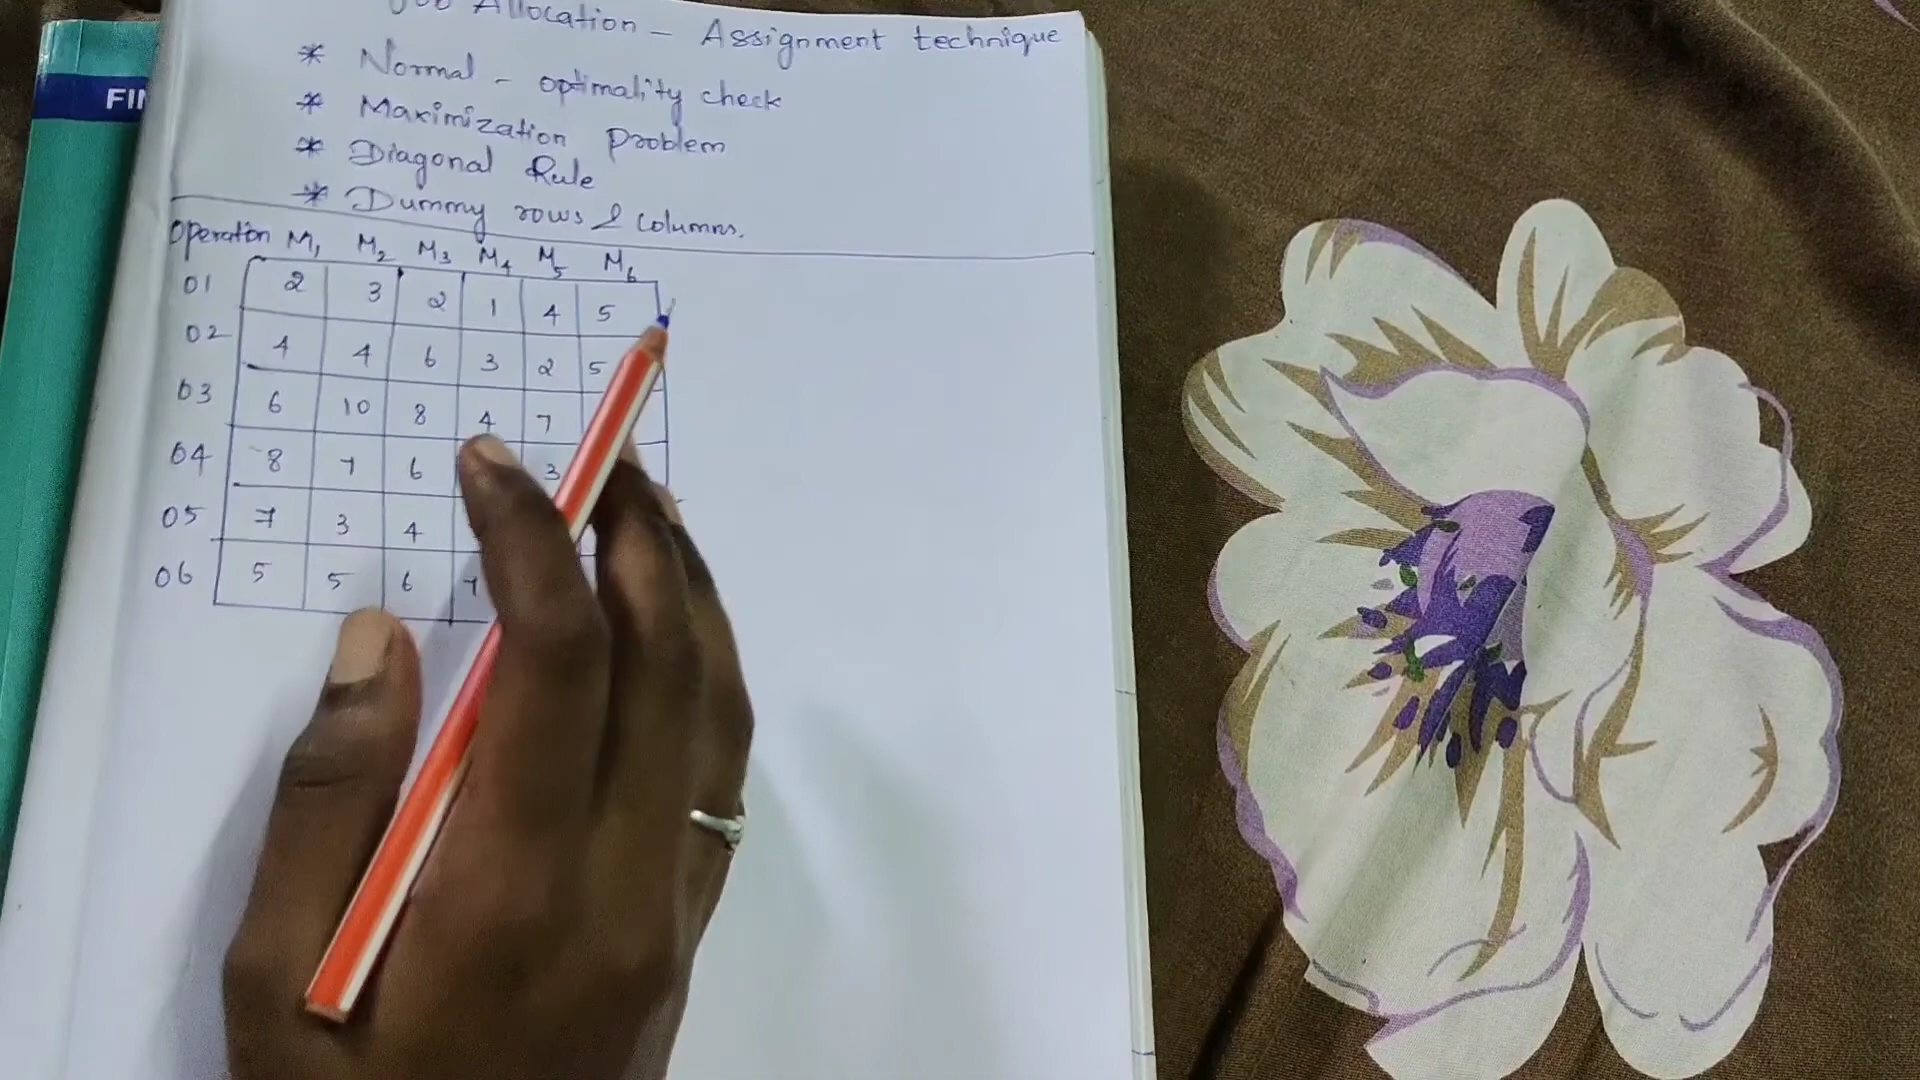 Job Allocation - Assignment technique
* Normal - optimality check
* Maximization Problem
* Diagonal Rule
* Dummy rows & columns.
FIN
Operation M1 M2 M3 M4 M5 M6
01 2 3 2 1 4 5
02 4 4 6 3 2 5
03 6 10 8 4 7
04 8 7 6 3
05 7 3 4
06 5 5 6 7